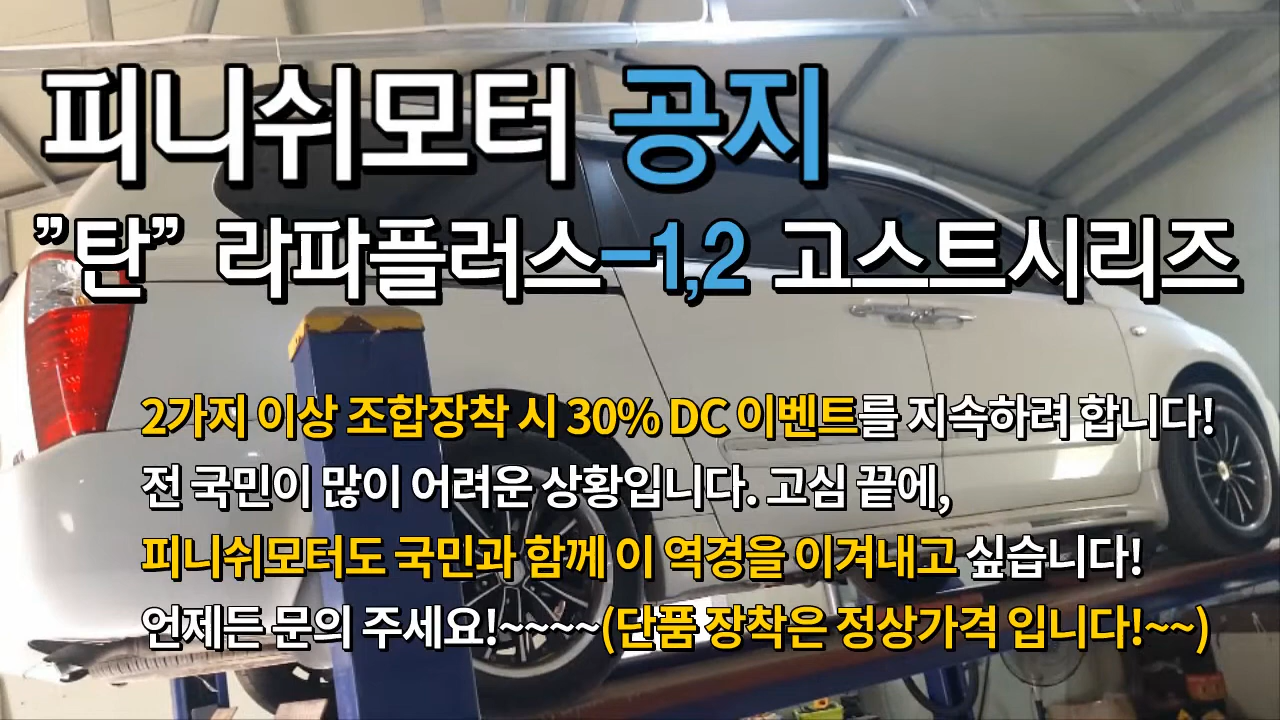 피니쉬모터 공지
”탄” 라파플러스-1,2 고스트시리즈
2가지 이상 조합장착 시 30% DC 이벤트를 지속하려 합니다!
전 국민이 많이 어려운 상황입니다. 고심 끝에,
피니쉬모터도 국민과 함께 이 역경을 이겨내고 싶습니다!
언제든 문의 주세요!~~~~(단품 장착은 정상가격 입니다!~~)